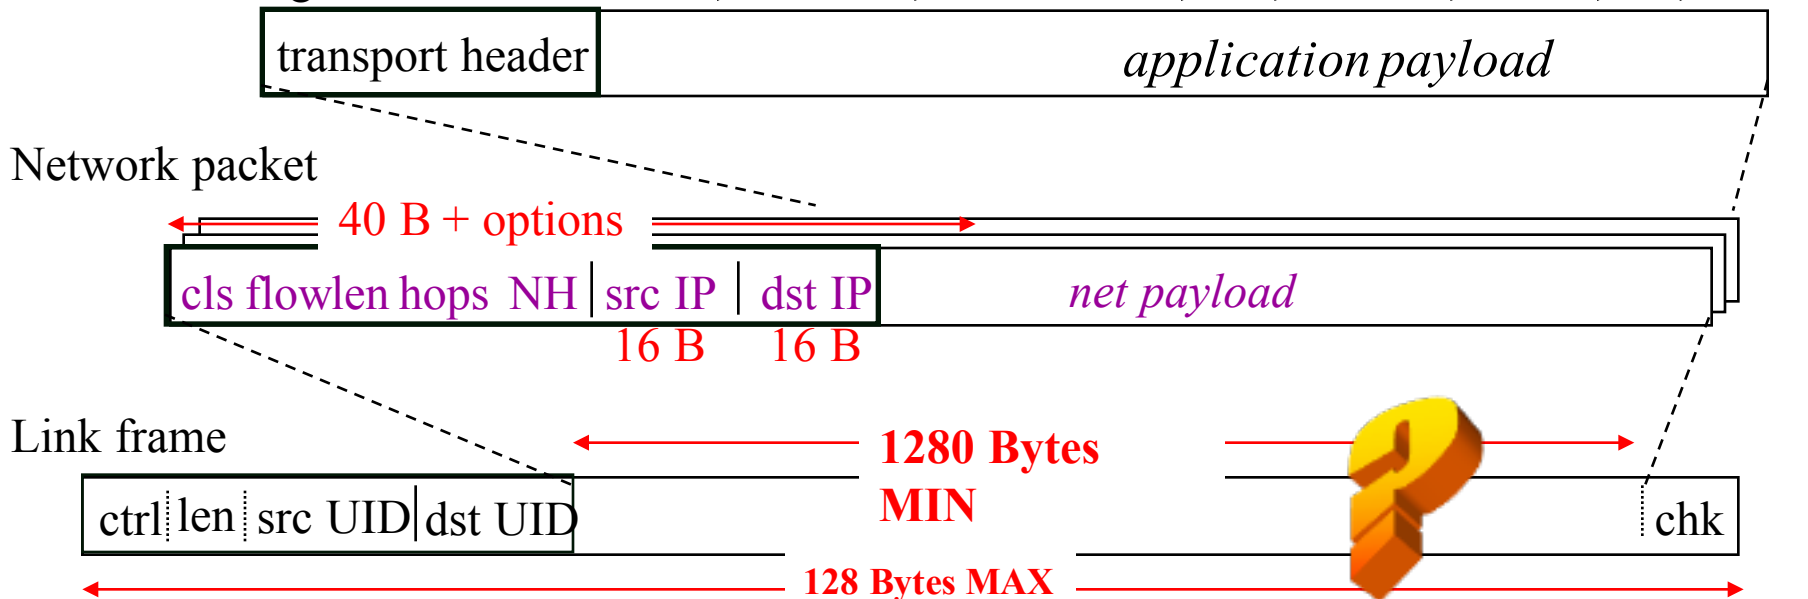 transport header application payload
Network packet
40 B + options
cls flowlen hops NH src IP dst IP net payload
16 B 16 B
Link frame
1280 Bytes
MIN
ctrl len src UID dst UID chk
128 Bytes MAX